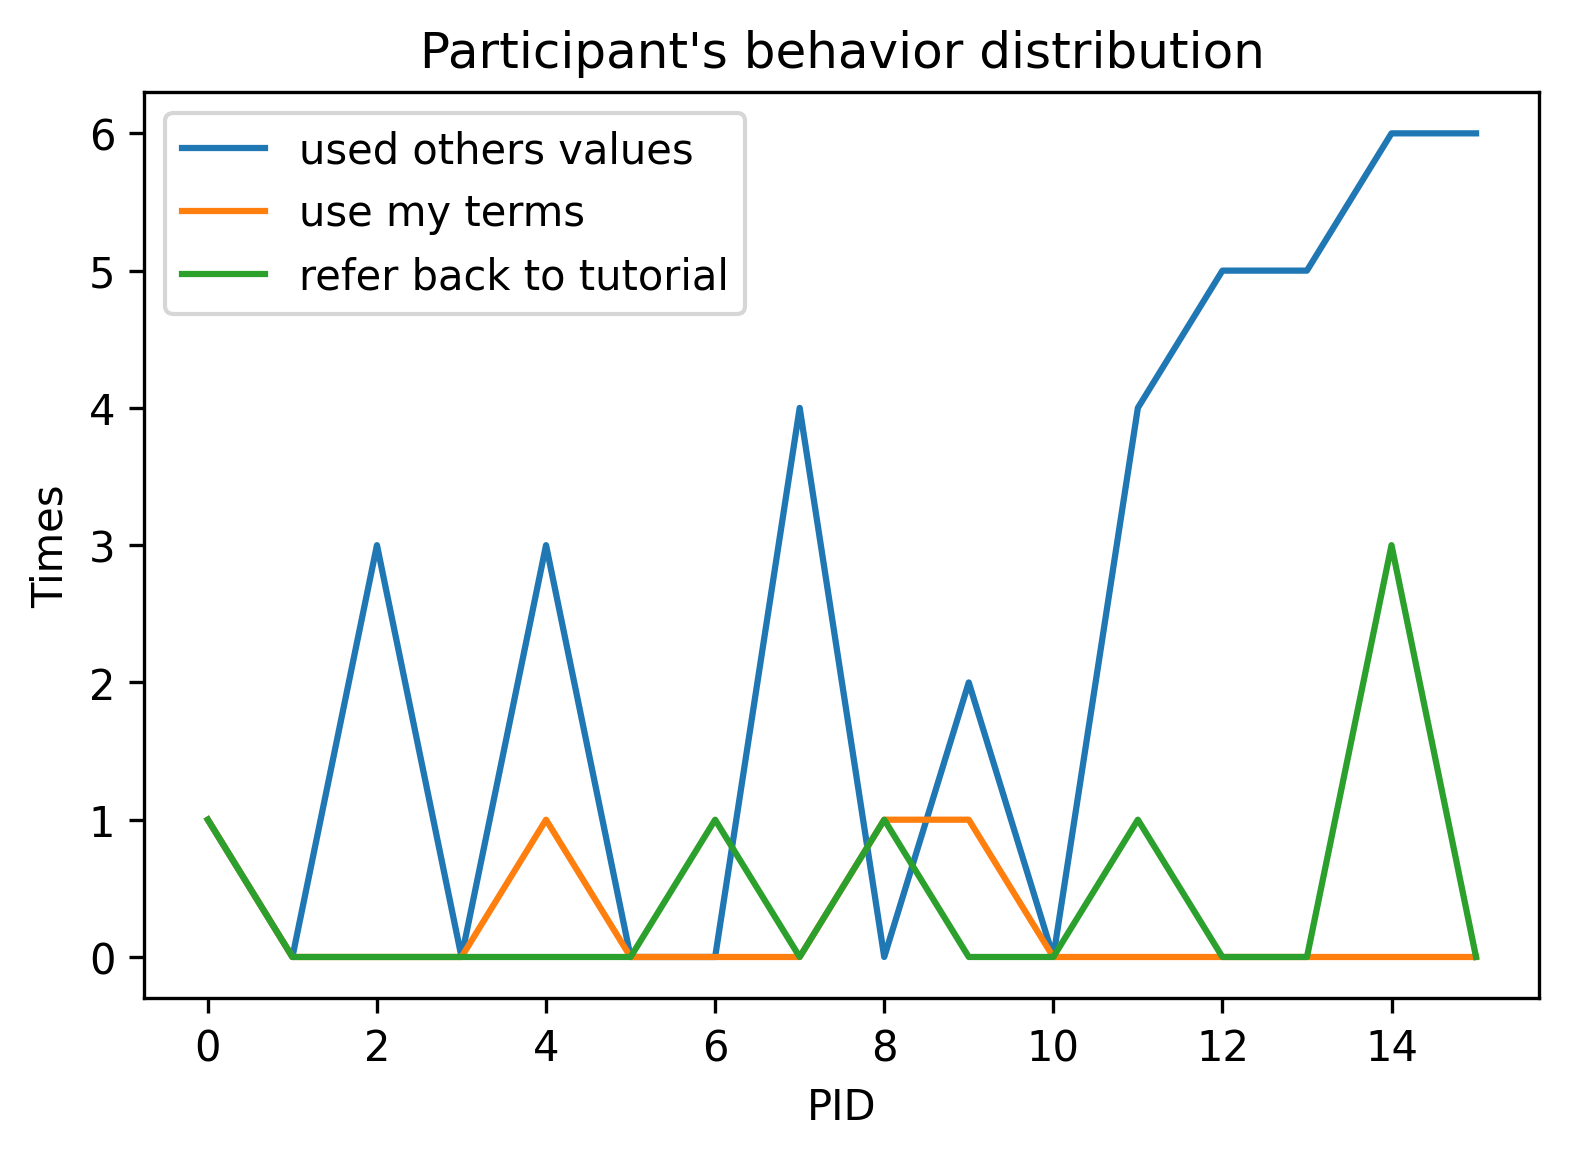 Participant's behavior distribution
used others values
use my terms
refer back to tutorial
6
5
4
3
2
1
0
Times
0 2 4 6 8 10 12 14
PID